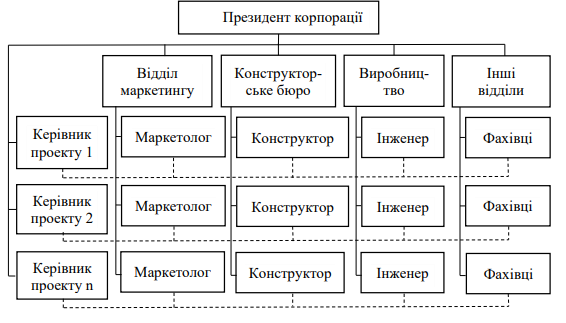 Президент корпорації
Відділ
маркетингу
Конструктор-
ське бюро
Виробниц-
тво
Інші
відділи
Керівник
проекту 1
Маркетолог
Конструктор
Інженер
Фахівці
Керівник
проекту 2
Маркетолог
Конструктор
Інженер
Фахівці
Керівник
проекту n
Маркетолог
Конструктор
Інженер
Фахівці